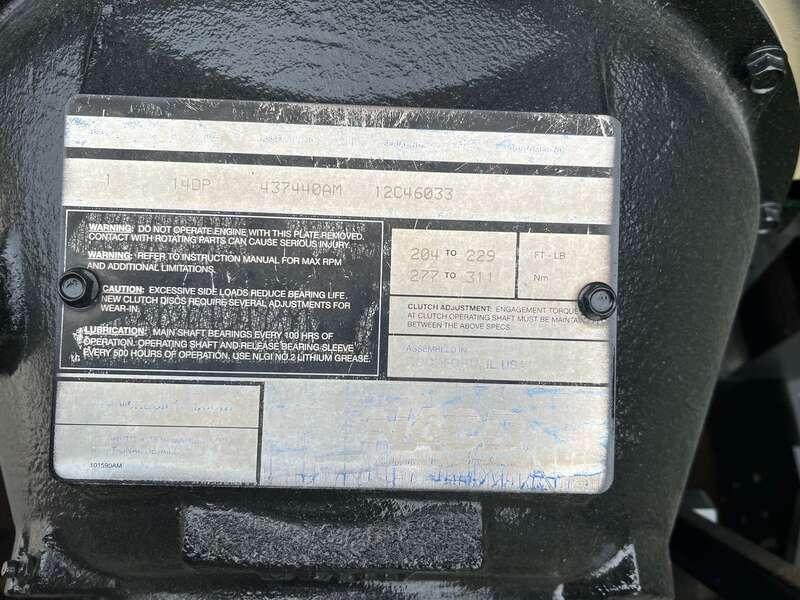 1 14DP 437440AM 12C46033
WARNING: DO NOT OPERATE ENGINE WITH THIS PLATE REMOVED.
CONTACT WITH ROTATING PARTS CAN CAUSE SERIOUS INJURY.
WARNING: REFER TO INSTRUCTION MANUAL FOR MAX RPM
AND ADDITIONAL LIMITATIONS.
CAUTION: EXCESSIVE SIDE LOADS REDUCE BEARING LIFE.
NEW CLUTCH DISCS REQUIRE SEVERAL ADJUSTMENTS FOR
WEAR-IN.
LUBRICATION: MAIN SHAFT BEARINGS EVERY 100 HRS OF
OPERATION. OPERATING SHAFT AND RELEASE BEARING SLEEVE
EVERY 500 HOURS OF OPERATION. USE NLGI NO.2 LITHIUM GREASE.
204 TO 229 FT - LB
277 TO 311 Nm
CLUTCH ADJUSTMENT: ENGAGEMENT TORQUE
AT CLUTCH OPERATING SHAFT MUST BE
BETWEEN THE ABOVE SPECS.
ASSEMBLED IN
IL USA
101590AM